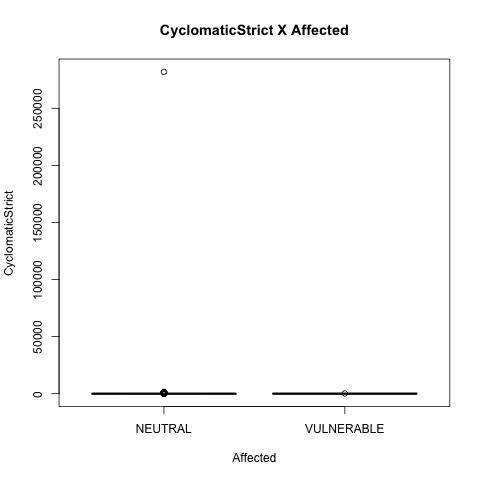 CyclomaticStrict X Affected
CyclomaticStrict
250000
200000
150000
100000
50000
0
NEUTRAL
VULNERABLE
Affected